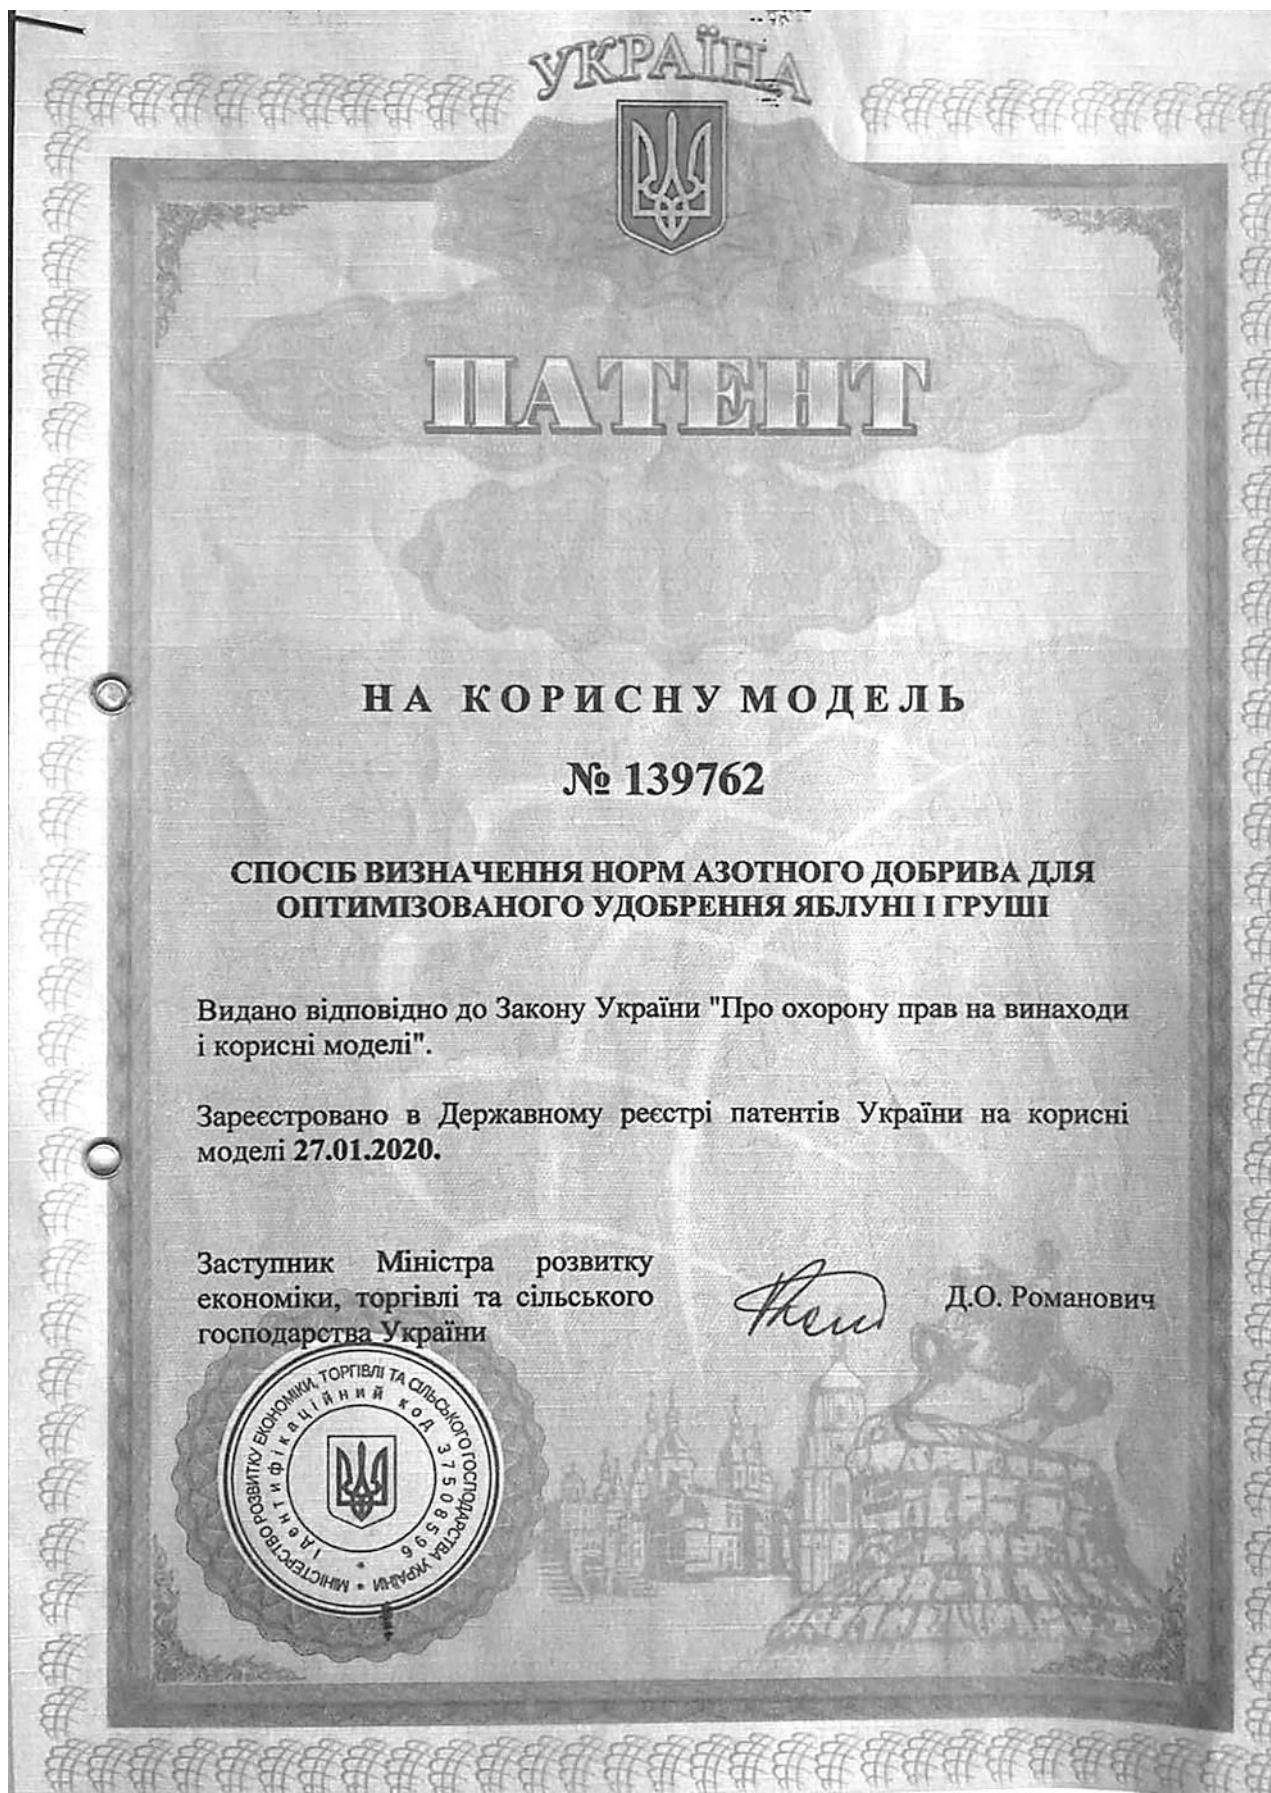 УКРАЇНА
ПАТЕНТ
НА КОРИСНУ МОДЕЛЬ
№ 139762
СПОСІБ ВИЗНАЧЕННЯ НОРМ АЗОТНОГО ДОБРИВА ДЛЯ
ОПТИМІЗОВАНОГО УДОБРЕННЯ ЯБЛУНІ І ГРУШІ
Видано відповідно до Закону України "Про охорону прав на винаходи
і корисні моделі".
Зареєстровано в Державному реєстрі патентів України на корисні
моделі 27.01.2020.
Заступник Міністра розвитку
економіки, торгівлі та сільського
господарства України
Д.О. Романович
МІНІСТЕРСТВО РОЗВИТКУ ЕКОНОМІКИ, ТОРГІВЛІ ТА СІЛЬСЬКОГО ГОСПОДАРСТВА УКРАЇНИ *
Ідентифікаційний код 37508596 *